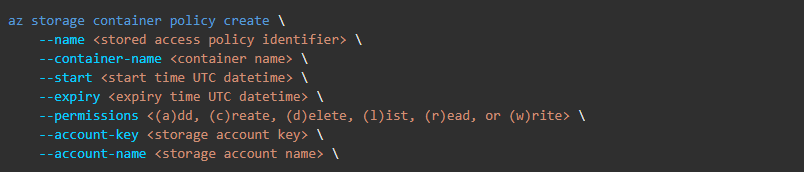 az storage container policy create \
    --name <stored access policy identifier> \
    --container-name <container name> \
    --start <start time UTC datetime> \
    --expiry <expiry time UTC datetime> \
    --permissions <(a)dd, (c)reate, (d)elete, (l)ist, (r)ead, or (w)rite> \
    --account-key <storage account key> \
    --account-name <storage account name> \